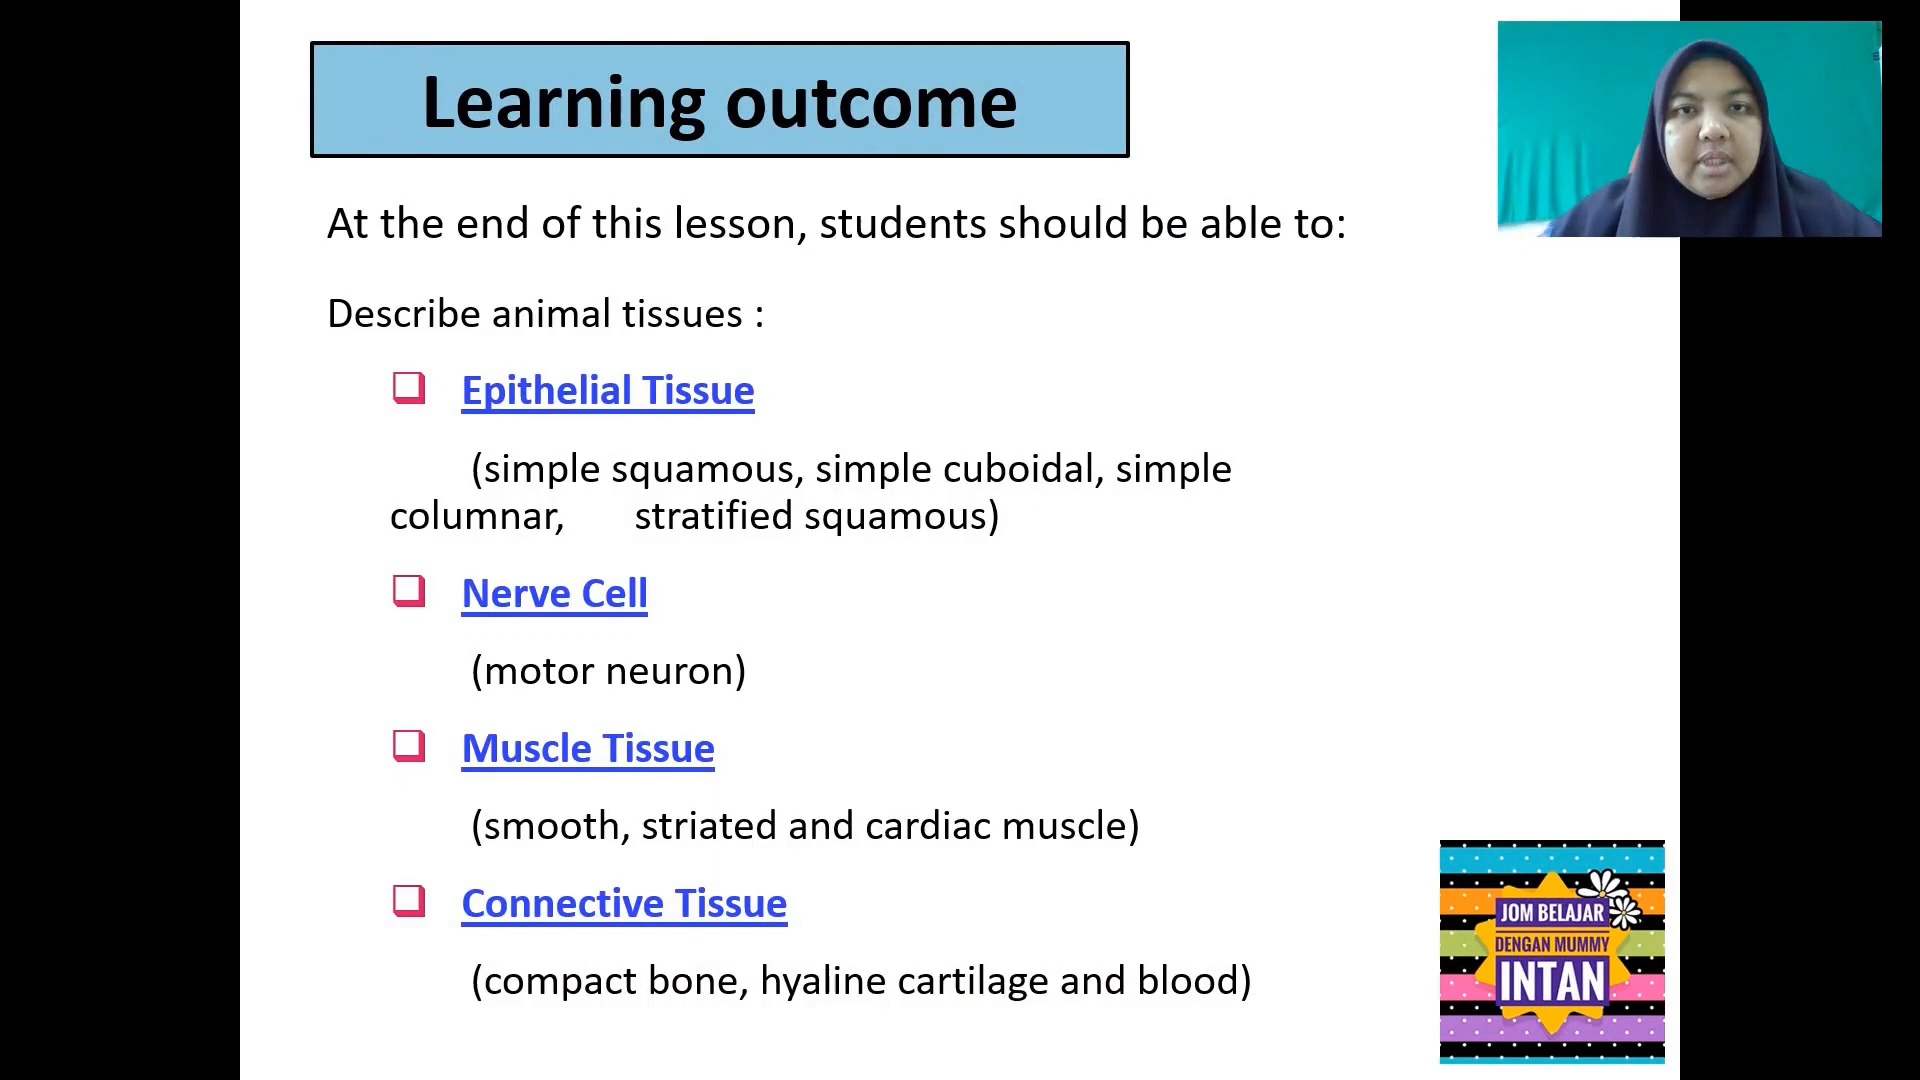 Learning outcome
At the end of this lesson, students should be able to:
Describe animal tissues :
Epithelial Tissue
(simple squamous, simple cuboidal, simple
columnar, stratified squamous)
Nerve Cell
(motor neuron)
Muscle Tissue
(smooth, striated and cardiac muscle)
Connective Tissue
(compact bone, hyaline cartilage and blood)
JOM BELAJAR
DENGAN MUMMY
INTAN